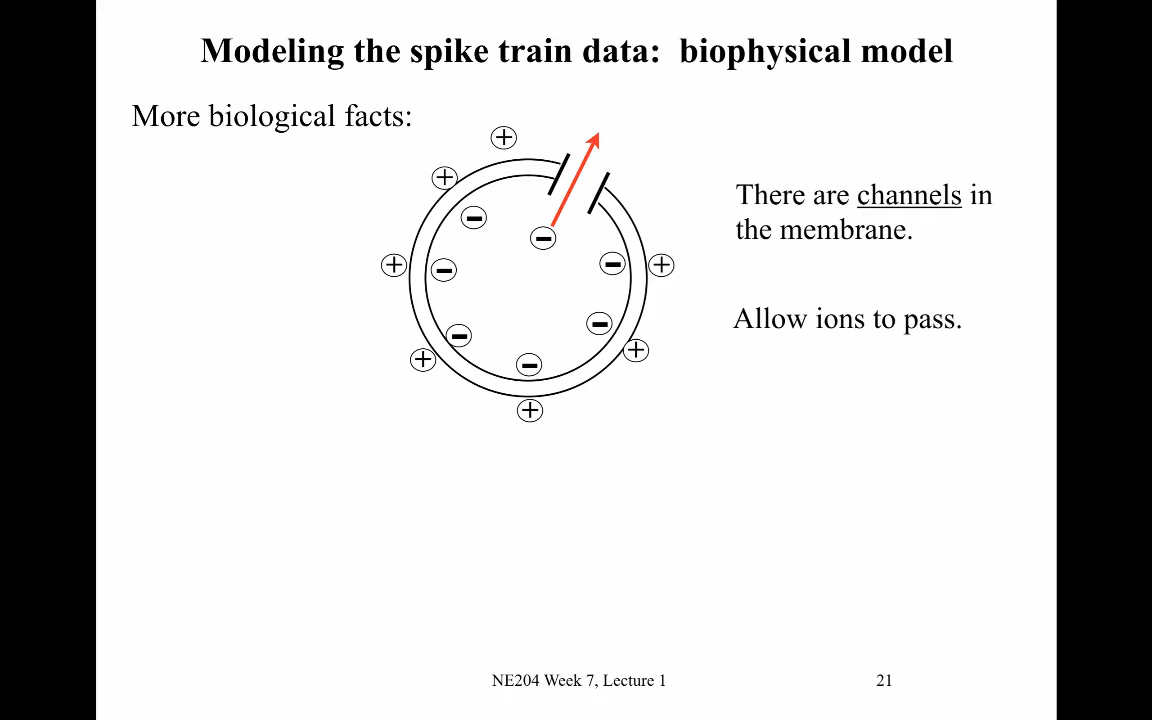 Modeling the spike train data:  biophysical model
More biological facts:
There are channels in
the membrane.
Allow ions to pass.
NE204 Week 7, Lecture 1
21